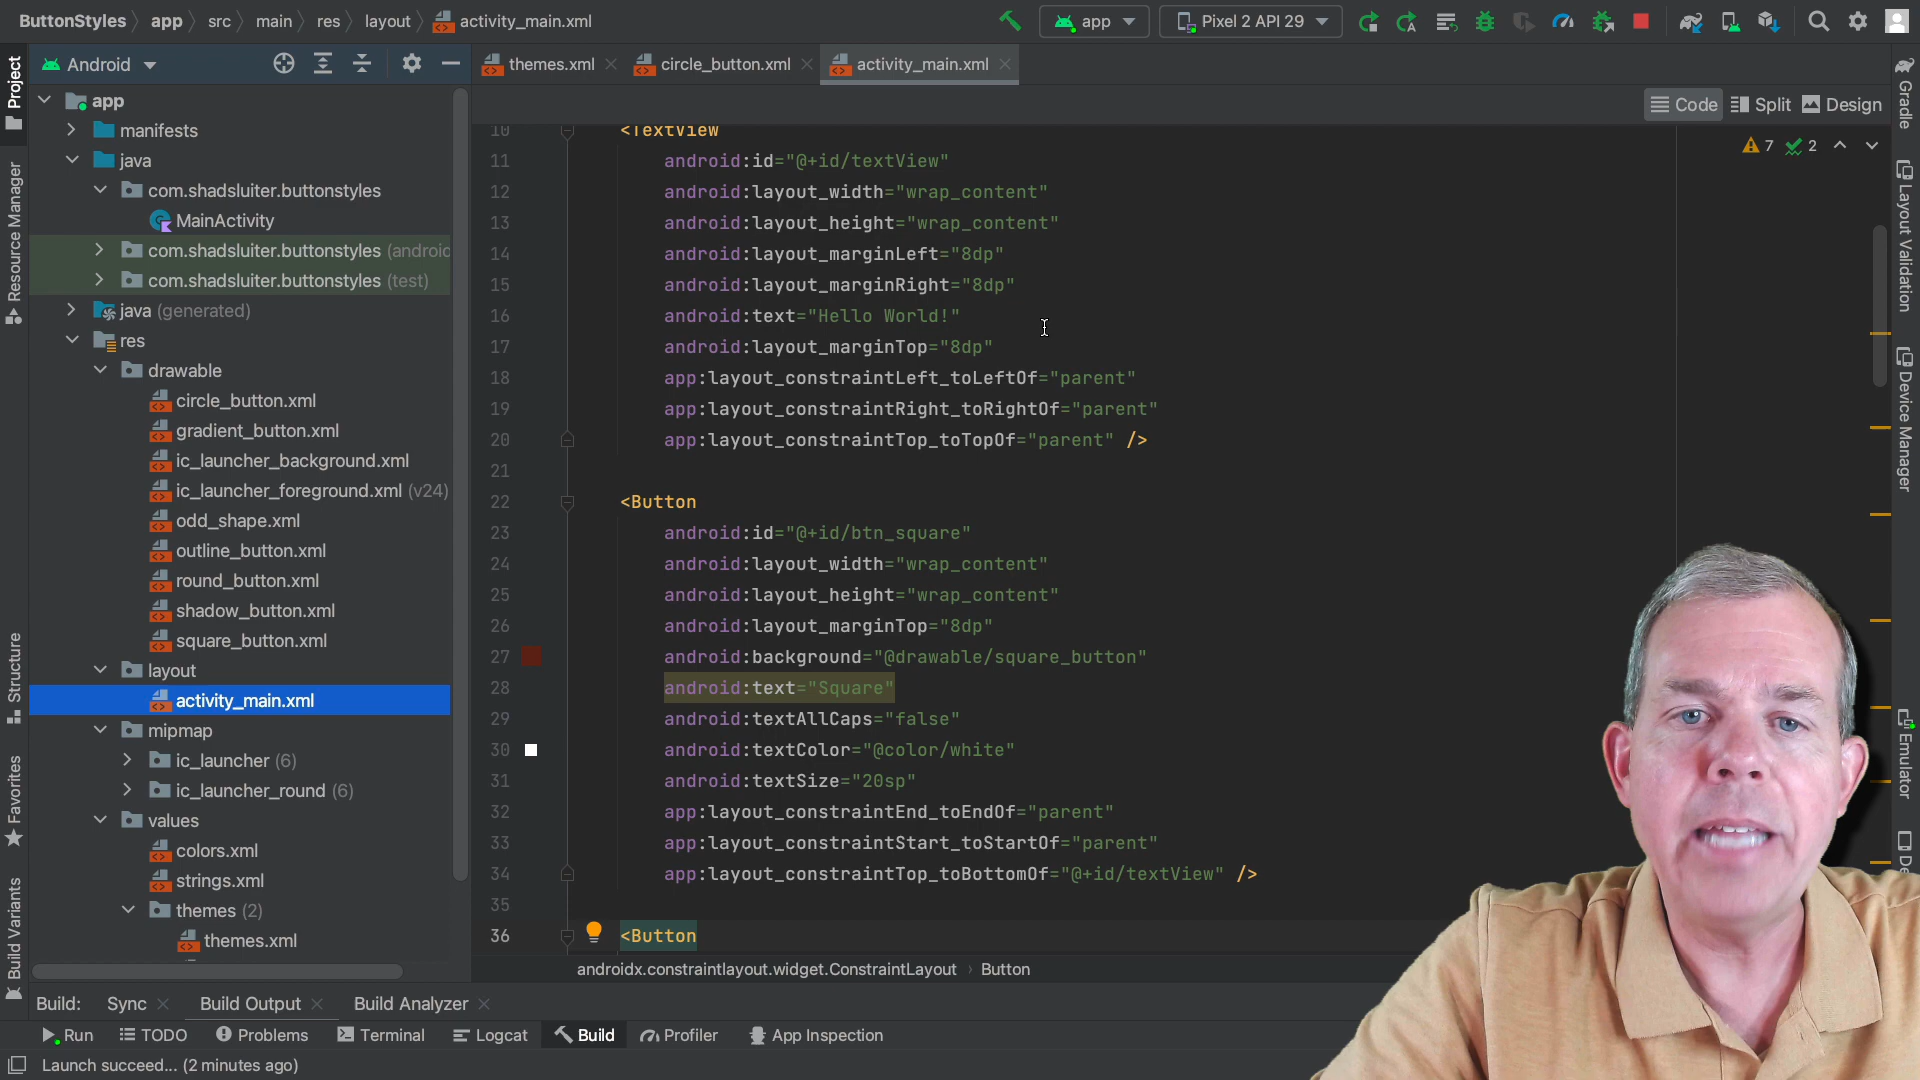 ButtonStyles app src main res layout activity_main.xml app Pixel 2 API 29
Project Android themes.xml circle_button.xml activity_main.xml Gradle
Code Split Design
7 2
app
manifests
java
com.shadsluiter.buttonstyles
MainActivity
com.shadsluiter.buttonstyles (androic
com.shadsluiter.buttonstyles (test)
java (generated)
res
drawable
circle_button.xml
gradient_button.xml
ic_launcher_background.xml
ic_launcher_foreground.xml (v24)
odd_shape.xml
outline_button.xml
round_button.xml
shadow_button.xml
square_button.xml
layout
activity_main.xml
mipmap
ic_launcher (6)
ic_launcher_round (6)
values
colors.xml
strings.xml
themes (2)
themes.xml
Resource Manager
Structure
Favorites
Build Variants
10 <TextView
11 android:id="@+id/textView"
12 android:layout_width="wrap_content"
13 android:layout_height="wrap_content"
14 android:layout_marginLeft="8dp"
15 android:layout_marginRight="8dp"
16 android:text="Hello World!"
17 android:layout_marginTop="8dp"
18 app:layout_constraintLeft_toLeftOf="parent"
19 app:layout_constraintRight_toRightOf="parent"
20 app:layout_constraintTop_toTopOf="parent" />
21
22 <Button
23 android:id="@+id/btn_square"
24 android:layout_width="wrap_content"
25 android:layout_height="wrap_content"
26 android:layout_marginTop="8dp"
27 android:background="@drawable/square_button"
28 android:text="Square"
29 android:textAllCaps="false"
30 android:textColor="@color/white"
31 android:textSize="20sp"
32 app:layout_constraintEnd_toEndOf="parent"
33 app:layout_constraintStart_toStartOf="parent"
34 app:layout_constraintTop_toBottomOf="@+id/textView" />
35
36 <Button
androidx.constraintlayout.widget.ConstraintLayout Button
Layout Validation
Device Manager
Emulator
Build: Sync Build Output Build Analyzer
Run TODO Problems Terminal Logcat Build Profiler App Inspection
Launch succeed... (2 minutes ago)